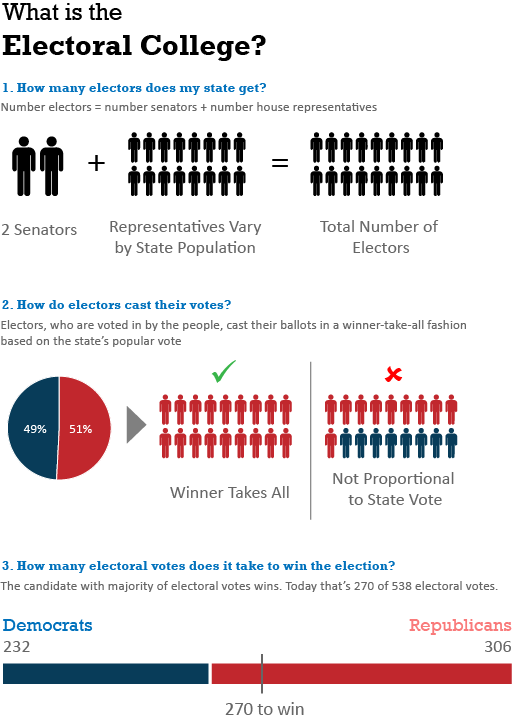 What is the
Electoral College?
1. How many electors does my state get?
Number electors = number senators + number house representatives
+
=
2 Senators
Representatives Vary
by State Population
Total Number of
Electors
2. How do electors cast their votes?
Electors, who are voted in by the people, cast their ballots in a winner-take-all fashion
based on the state's popular vote
49%
51%
Winner Takes All
Not Proportional
to State Vote
3. How many electoral votes does it take to win the election?
The candidate with majority of electoral votes wins. Today that's 270 of 538 electoral votes.
Democrats
Republicans
232
306
270 to win